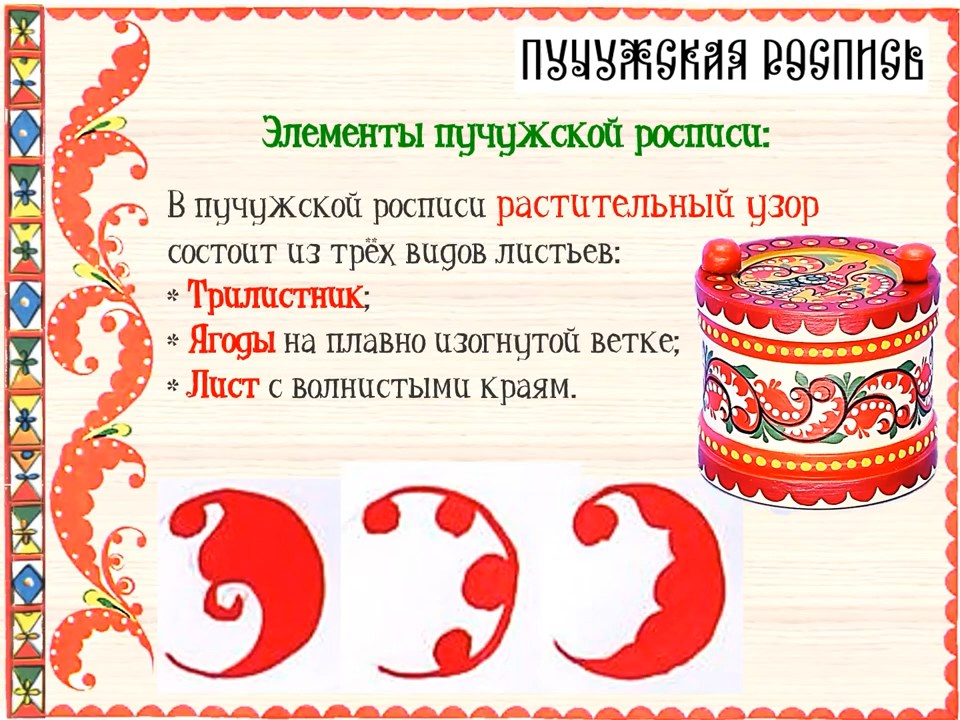 ПУЧУЖСКАЯ РОСПИСЬ
Элементы пучужской росписи:
В пучужской росписи растительный узор
состоит из трёх видов листьев:
* Трилистник;
* Ягоды на плавно изогнутой ветке;
* Лист с волнистыми краям.